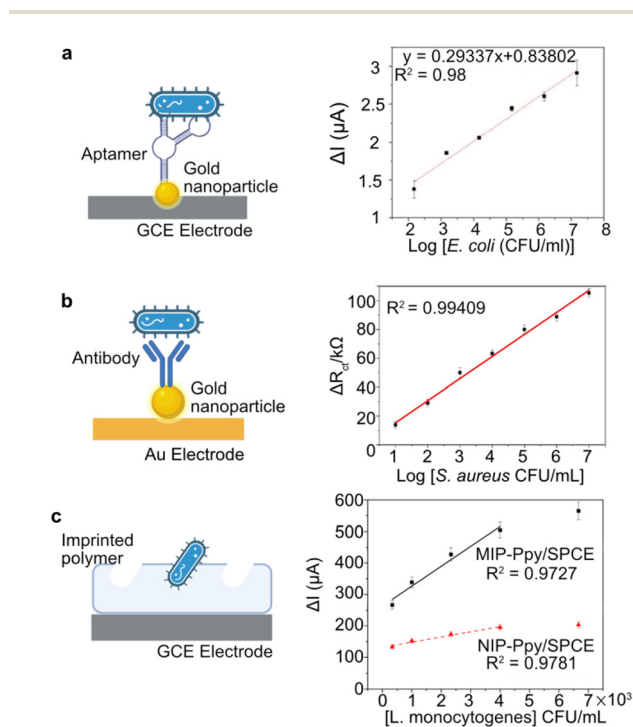 a
Aptamer
Gold
nanoparticle
GCE Electrode
y = 0.29337x+0.83802
R² = 0.98
ΔI (μA)
3
2.5
2
1.5
1
2 3 4 5 6 7 8
Log [E. coli (CFU/ml)]
b
Antibody
Gold
nanoparticle
Au Electrode
R² = 0.99409
ΔRct/kΩ
100
80
60
40
20
0
1 2 3 4 5 6 7
Log [S. aureus CFU/mL]
c
Imprinted
polymer
GCE Electrode
ΔI (μA)
600
500
400
300
200
100
0
MIP-Ppy/SPCE
R² = 0.9727
NIP-Ppy/SPCE
R² = 0.9781
0 1 2 3 4 5 6 7 ×10³
[L. monocytogenes] CFU/mL